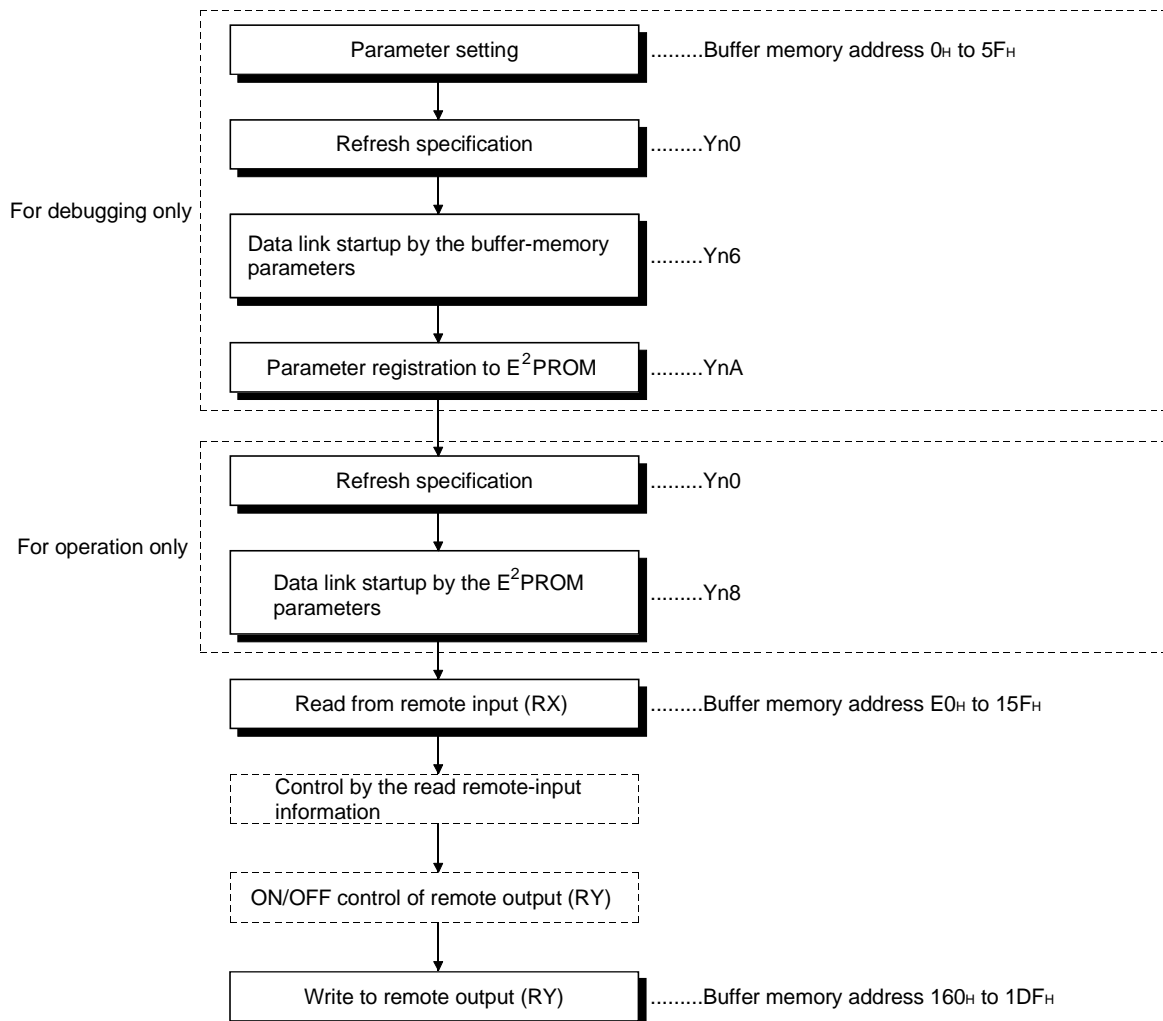 Parameter setting .........Buffer memory address 0H to 5FH
Refresh specification .........Yn0
For debugging only
Data link startup by the buffer-memory
parameters
.........Yn6
Parameter registration to E²PROM .........YnA
Refresh specification .........Yn0
For operation only
Data link startup by the E²PROM
parameters
.........Yn8
Read from remote input (RX) .........Buffer memory address E0H to 15FH
Control by the read remote-input
information
ON/OFF control of remote output (RY)
Write to remote output (RY) .........Buffer memory address 160H to 1DFH